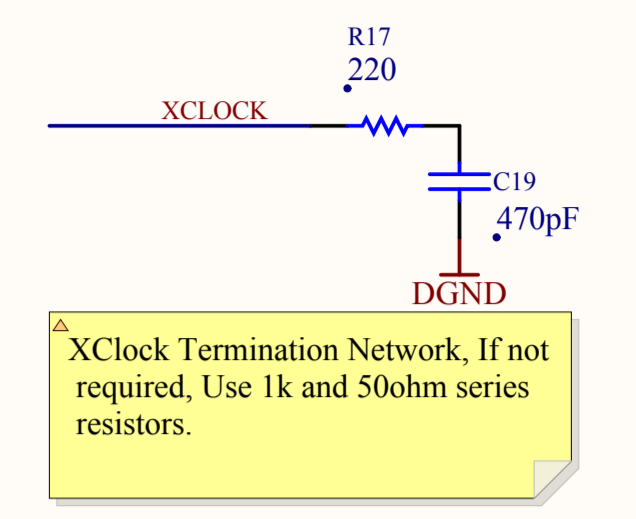 R17
220
XCLOCK
C19
470pF
DGND
XClock Termination Network, If not
required, Use 1k and 50ohm series
resistors.